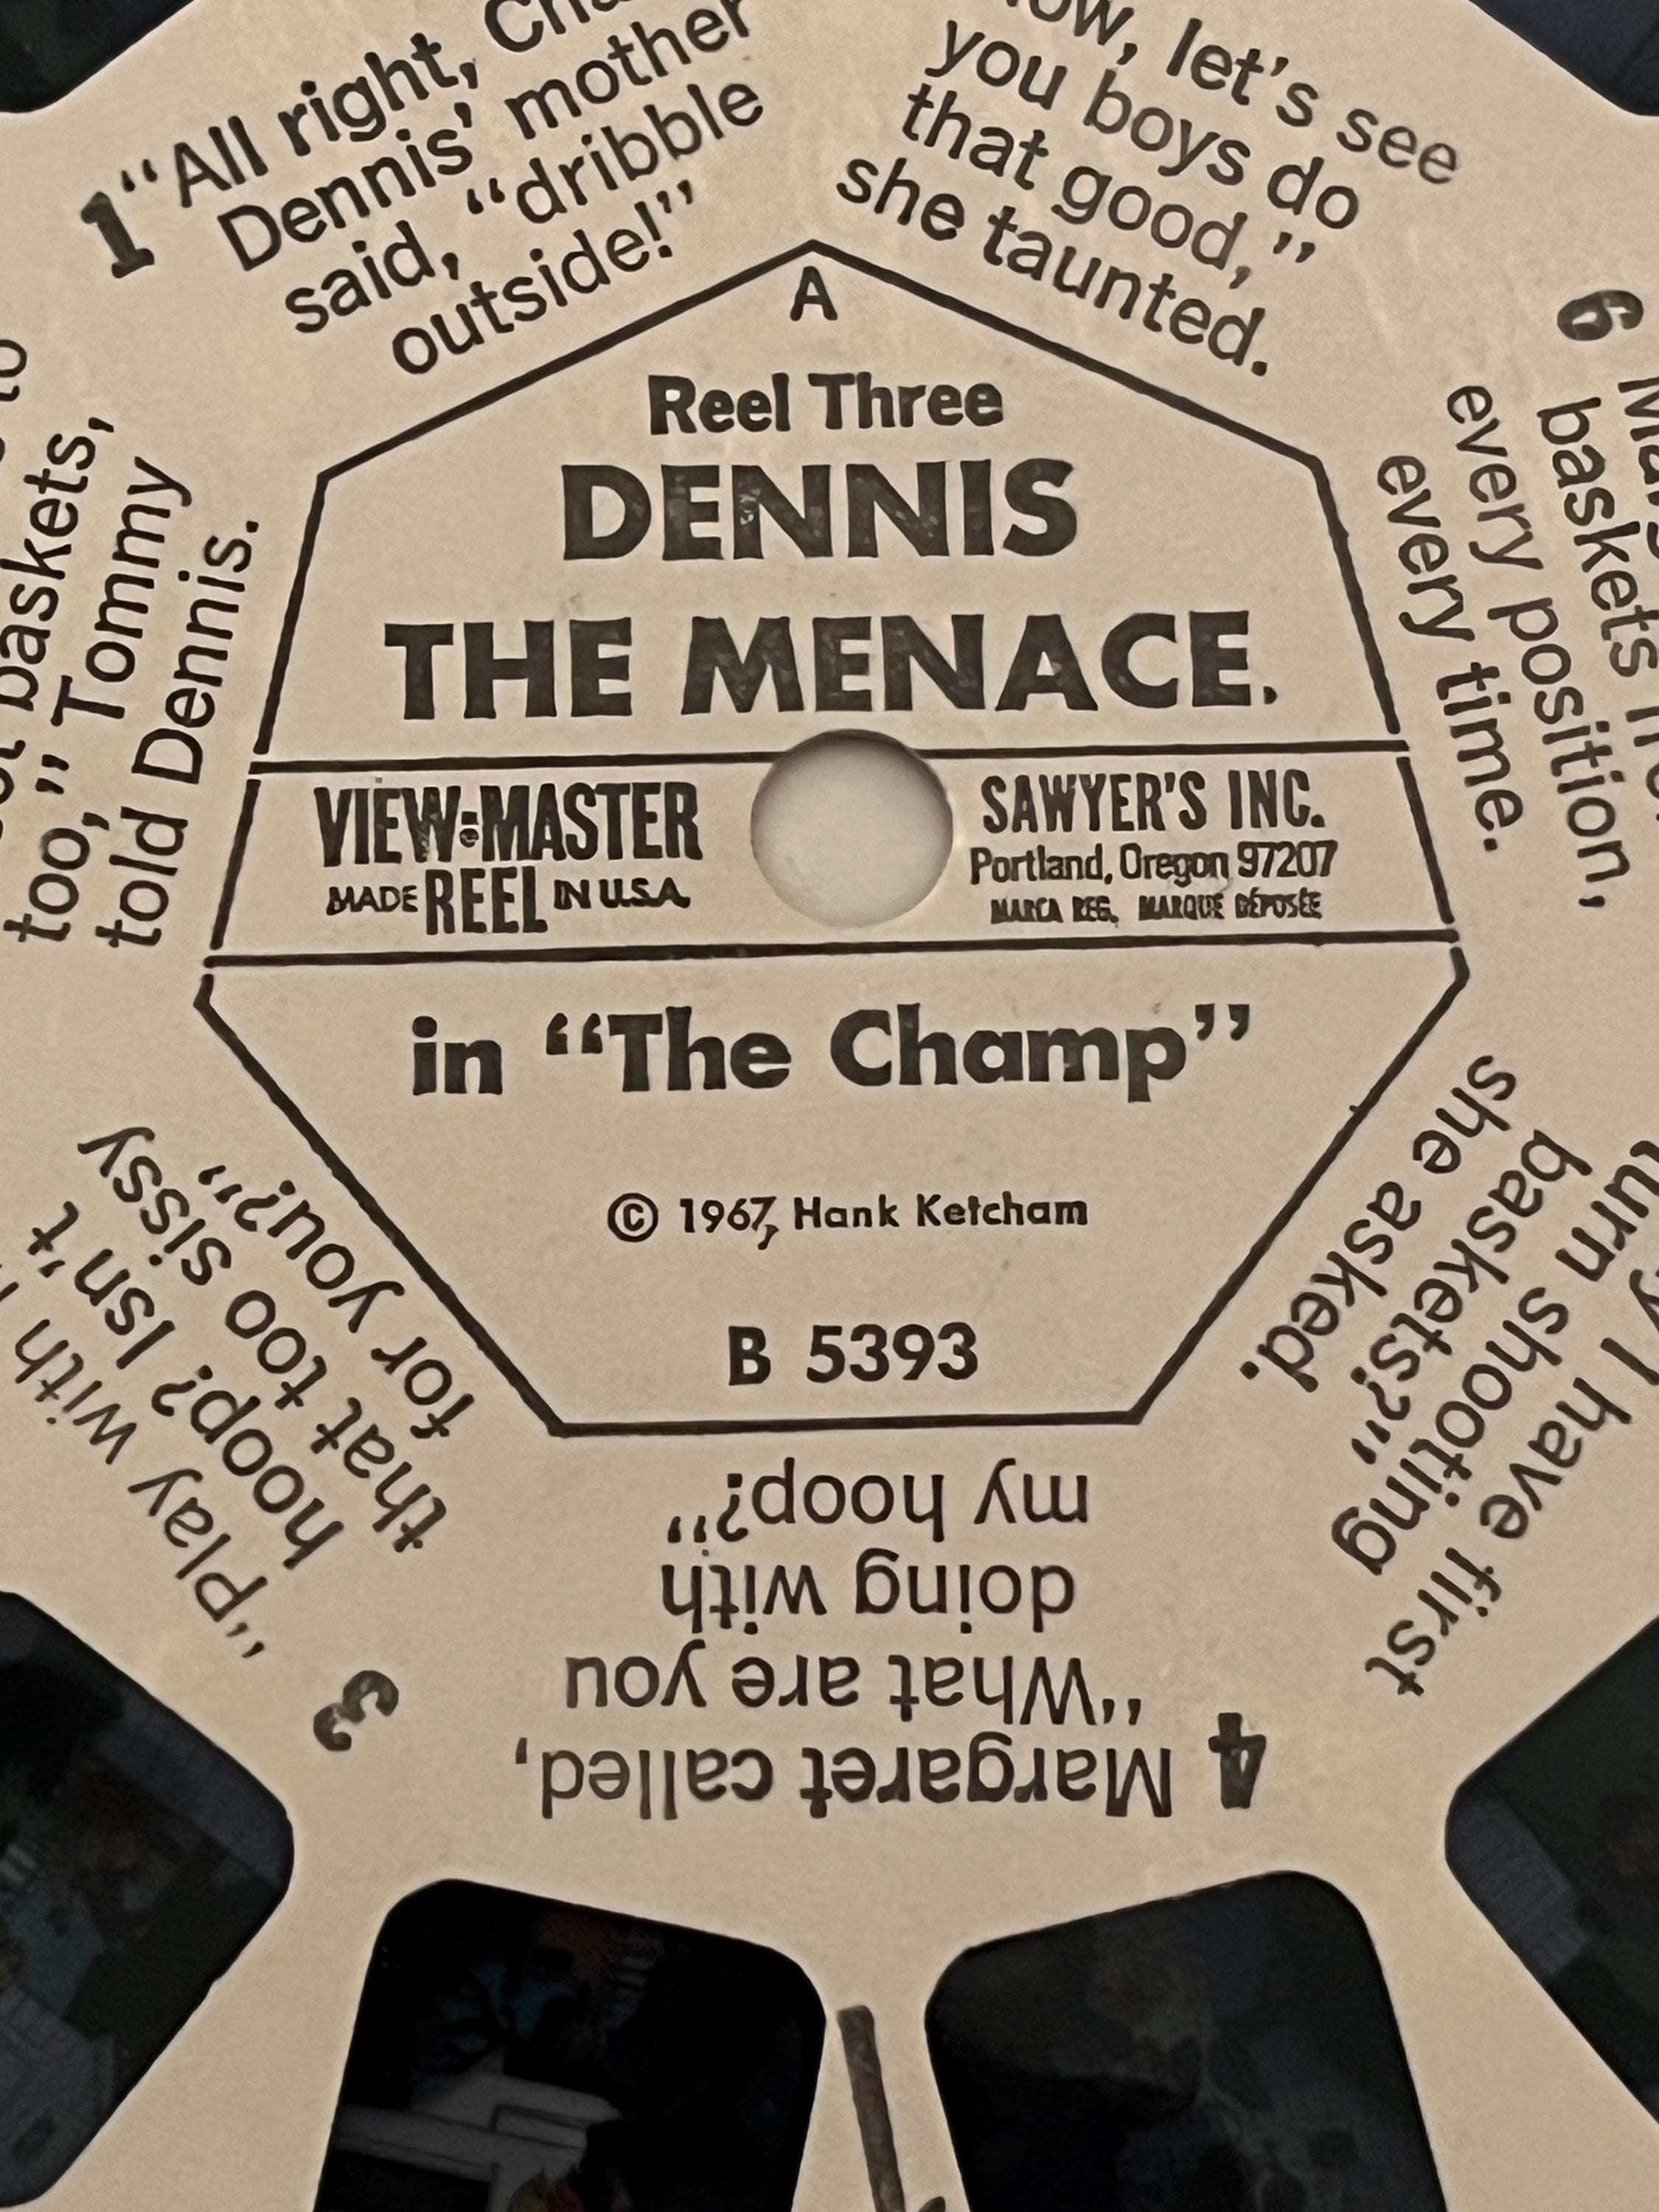 A
Reel Three
DENNIS
THE MENACE.
VIEW-MASTER
MADE REEL IN U.S.A.
SAWYER'S INC.
Portland, Oregon 97207
MARCA REG. MARQUE DÉPOSÉE
in “The Champ”
© 1967, Hank Ketcham
B 5393
1 “All right,
Dennis' mother
said, “dribble
outside!”
baskets,
too,” Tommy
told Dennis.
3
“Play with
hoop? Isn't
that too sissy
for you?”
4 Margaret called,
“What are you
doing with
my hoop?”
I have first
turn shooting
baskets?”
she asked.
6
baskets
every position,
every time.
let's see
you boys do
that good,”
she taunted.